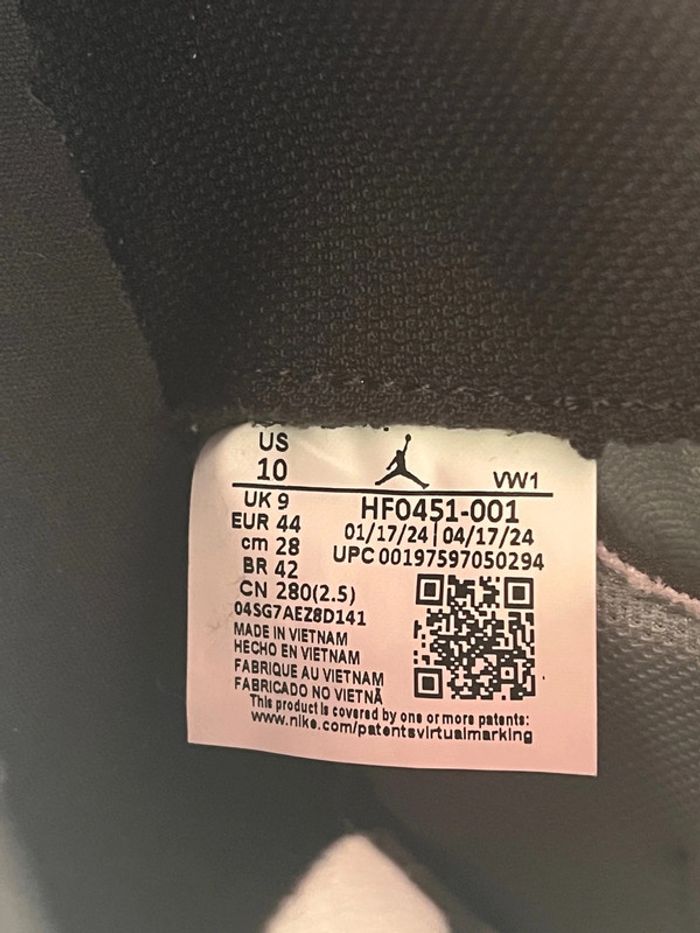 US
10
VW1
UK 9
EUR 44
cm 28
BR 42
CN 280(2.5)
04SG7AEZ8D141
HF0451-001
01/17/24 | 04/17/24
UPC 00197597050294
MADE IN VIETNAM
HECHO EN VIETNAM
FABRIQUE AU VIETNAM
FABRICADO NO VIETNÃ
This product is covered by one or more patents:
www.nike.com/patentsvirtualmarking